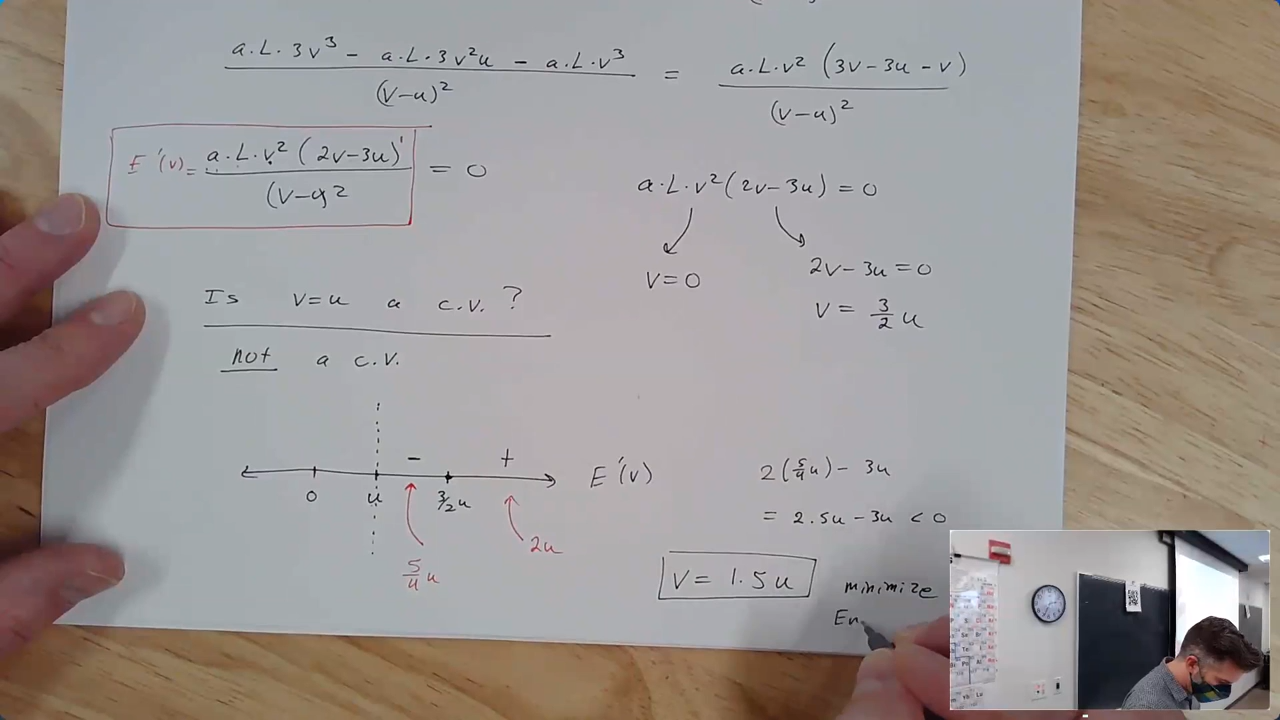 a.L.3v³ − a.L.3v²u − a.L.v³ / (v−u)² = a.L.v² (3v−3u−v) / (v−u)²
E'(v) = a.L.v² (2v−3u) / (v−u)² = 0
a.L.v²(2v−3u) = 0
v=0
2v−3u=0
v = 3/2 u
Is v=u a c.v.?
not a c.v.
− +
0 u 3/2u E'(v)
5/4 u
2u
2(5/4u) − 3u
= 2.5u − 3u < 0
v = 1.5u
minimize
En